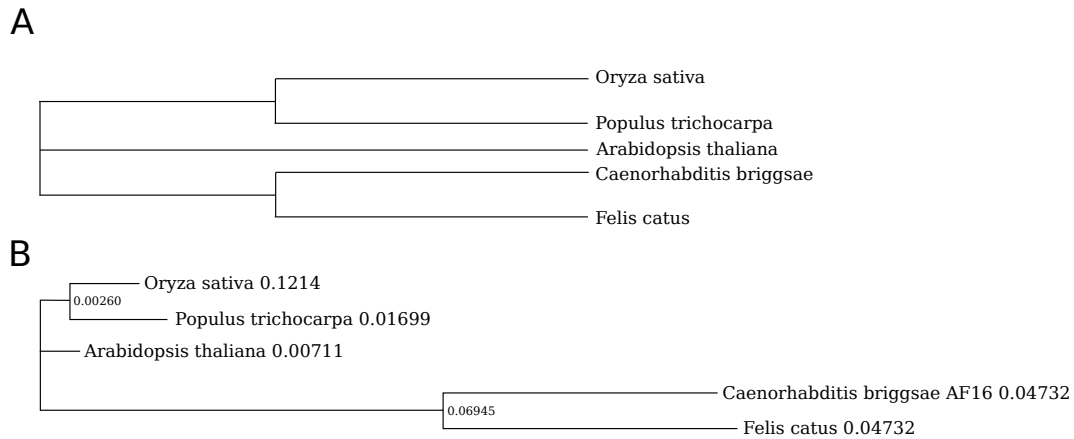 A
Oryza sativa
Populus trichocarpa
Arabidopsis thaliana
Caenorhabditis briggsae
Felis catus
B
Oryza sativa 0.1214
0.00260
Populus trichocarpa 0.01699
Arabidopsis thaliana 0.00711
Caenorhabditis briggsae AF16 0.04732
0.06945
Felis catus 0.04732